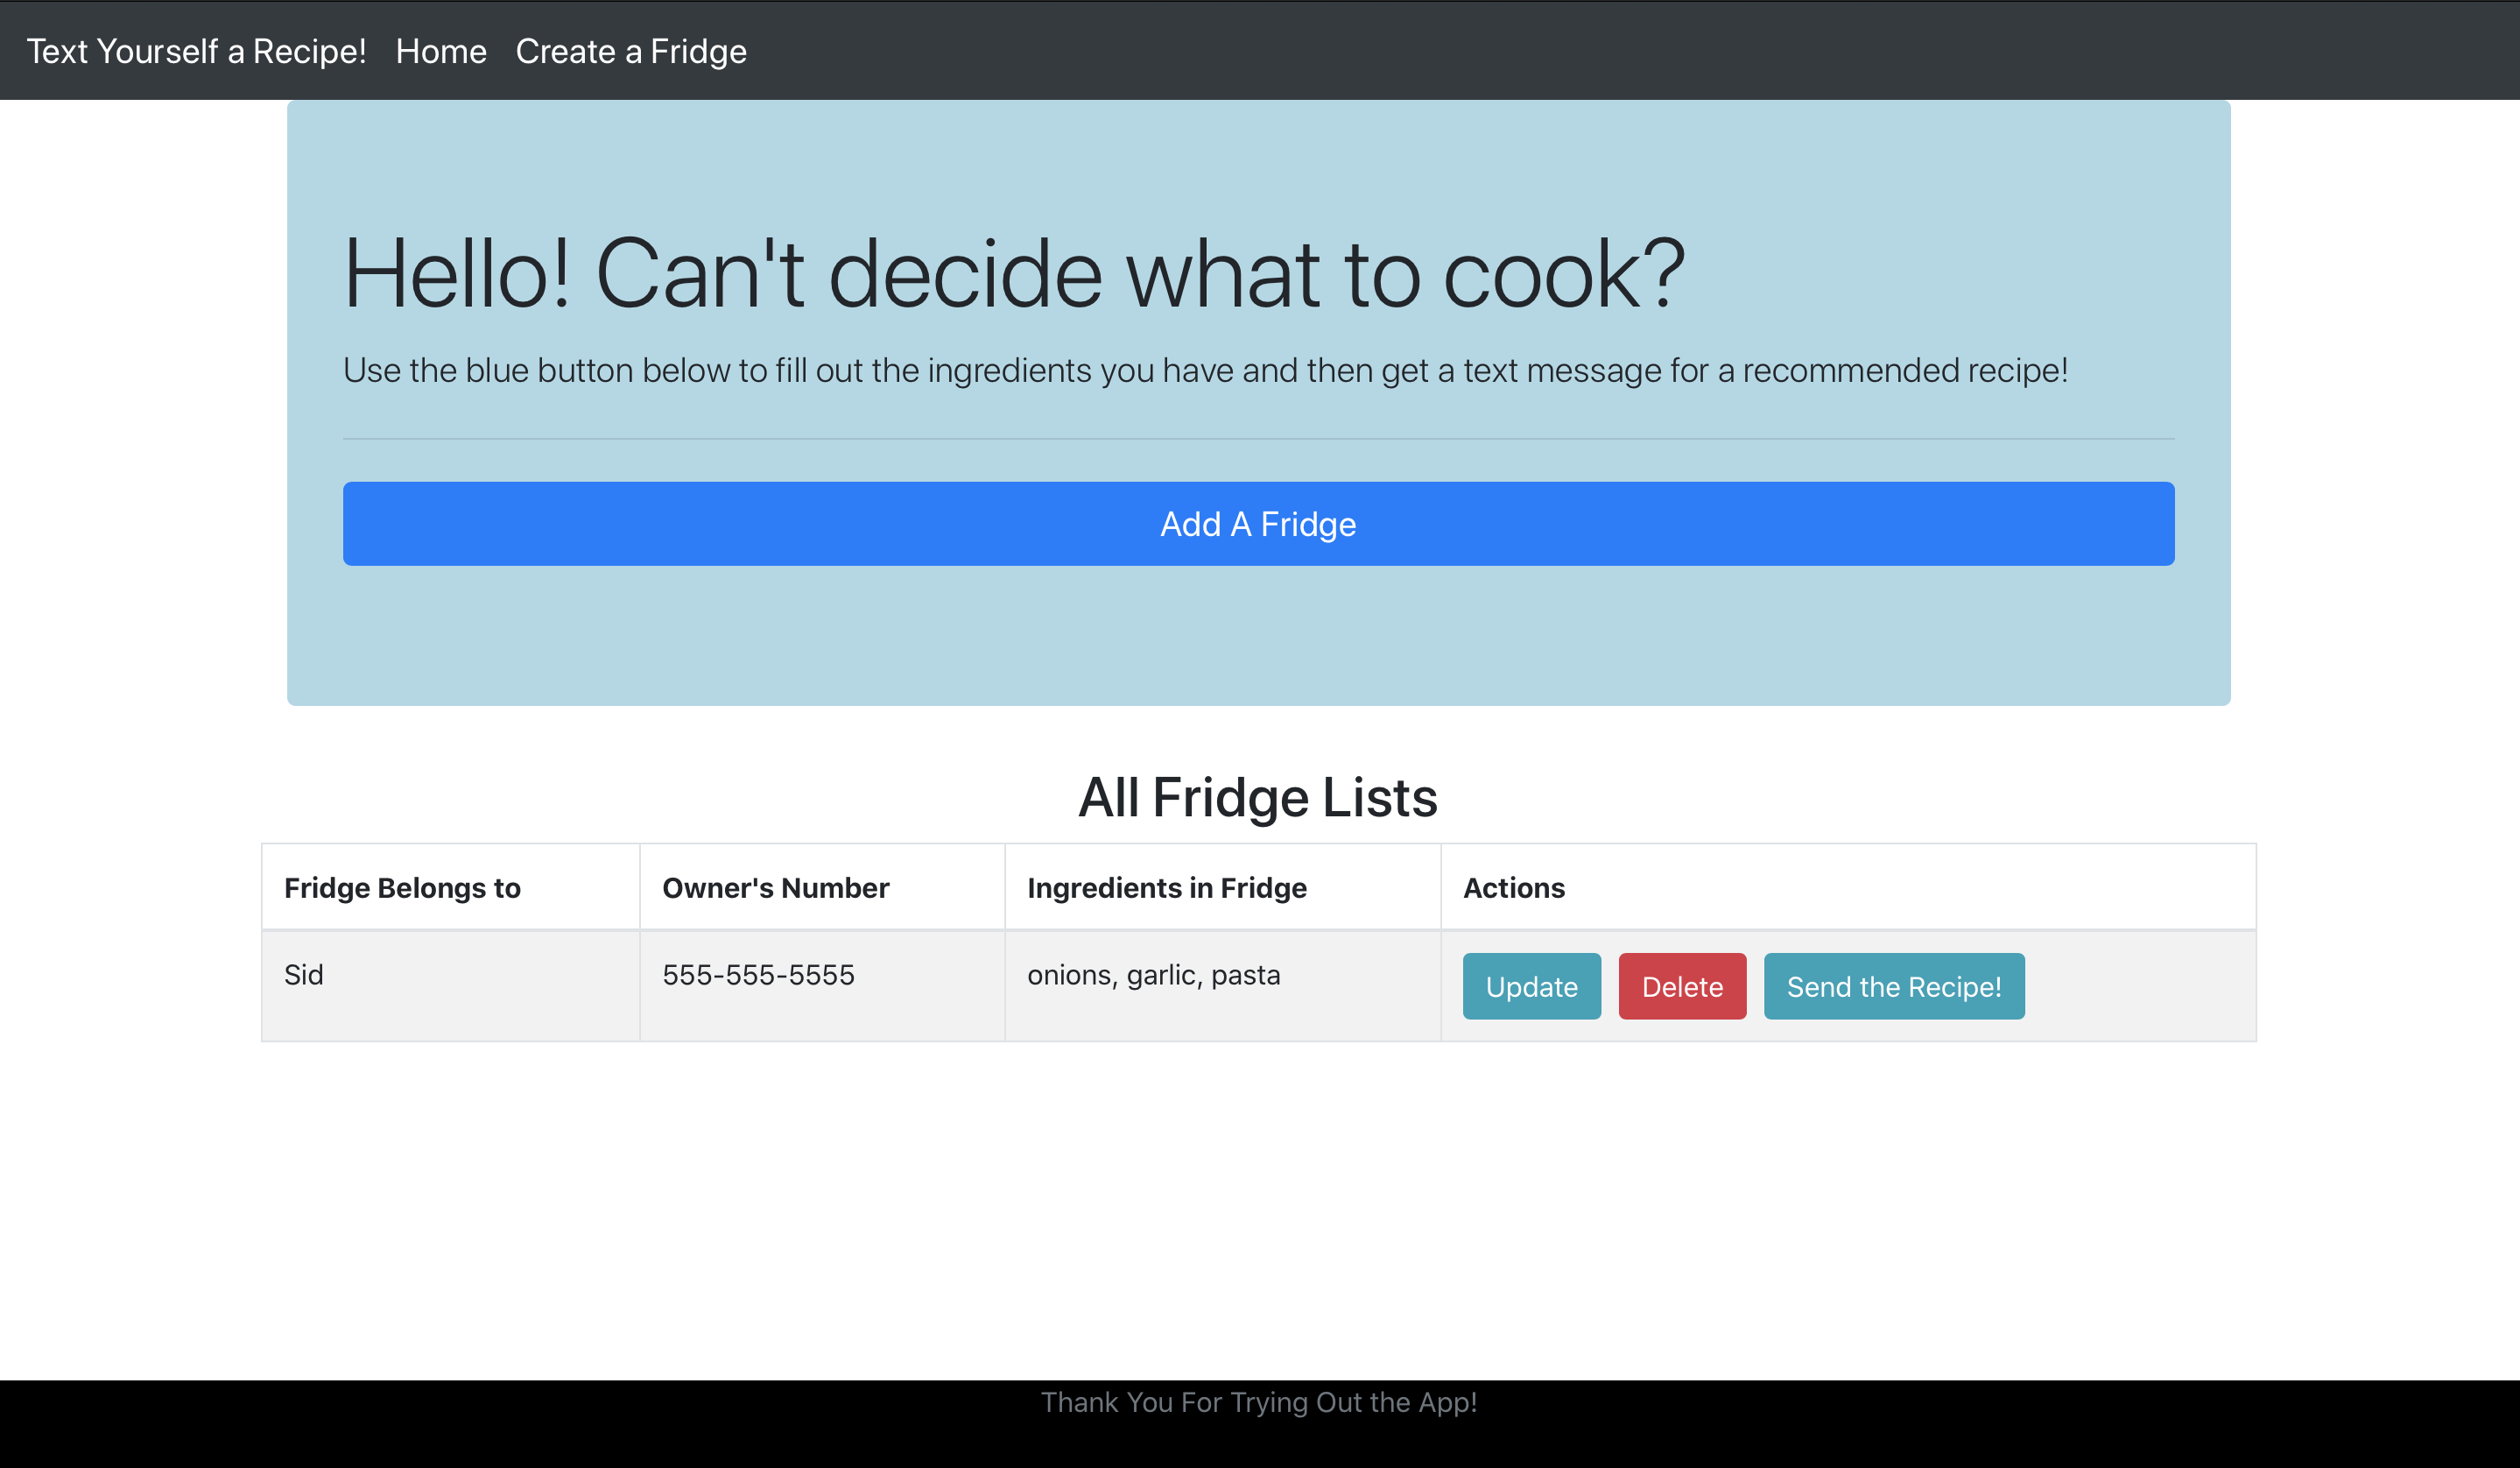 Text Yourself a Recipe! Home Create a Fridge
Hello! Can't decide what to cook?
Use the blue button below to fill out the ingredients you have and then get a text message for a recommended recipe!
Add A Fridge
All Fridge Lists
Fridge Belongs to Owner's Number Ingredients in Fridge Actions
Sid 555-555-5555 onions, garlic, pasta Update Delete Send the Recipe!
Thank You For Trying Out the App!